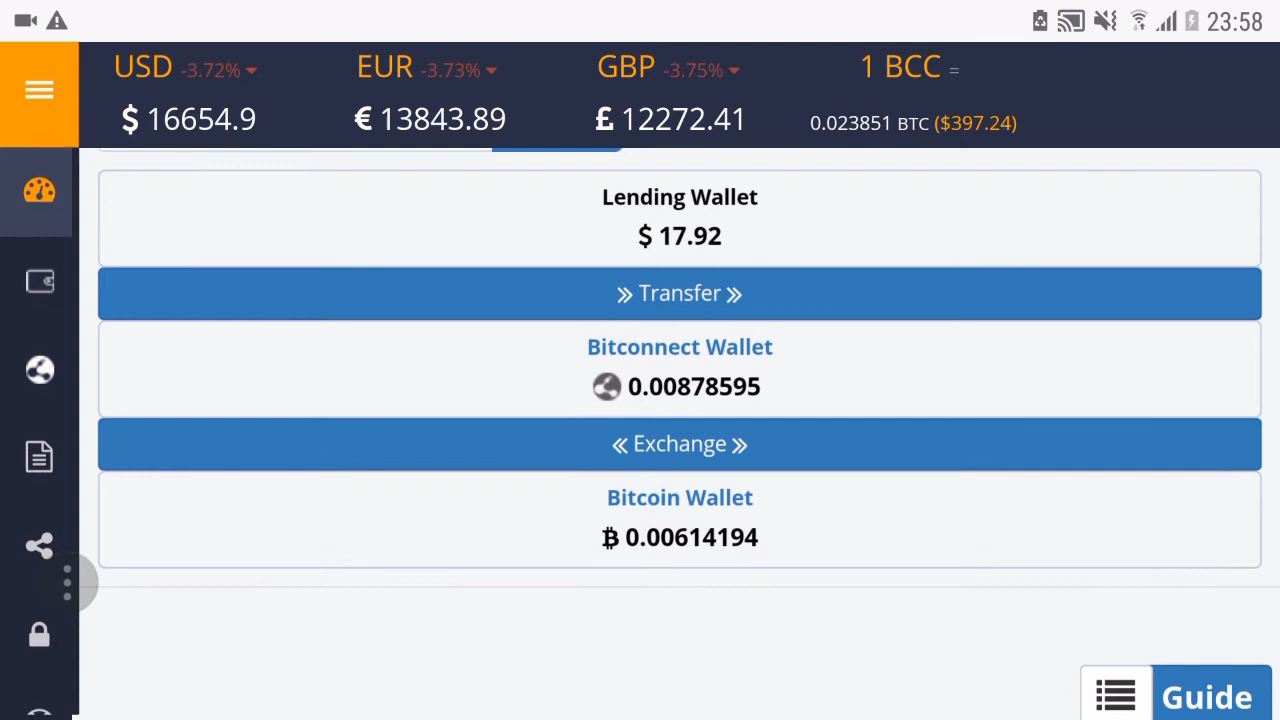 23:58
USD -3.72% EUR -3.73% GBP -3.75% 1 BCC =
$ 16654.9 € 13843.89 £ 12272.41 0.023851 BTC ($397.24)
Lending Wallet
$ 17.92
» Transfer »
Bitconnect Wallet
0.00878595
« Exchange »
Bitcoin Wallet
₿ 0.00614194
Guide